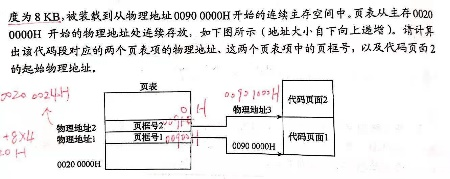 度为 8 KB，被装载到从物理地址 0090 0000H 开始的连续主存空间中。页表从主存 0020
0000H 开始的物理地址处连续存放，如下图所示（地址大小自下向上递增）。请计算
出该代码段对应的两个页表项的物理地址、这两个页表项中的页框号，以及代码页面 2
的起始物理地址。
页表
0020 0024H
0090 1000H
代码页面2
物理地址3
物理地址2
页框号2
+8×4
物理地址1
页框号1
00900H
代码页面1
0090 0000H
0020 0000H